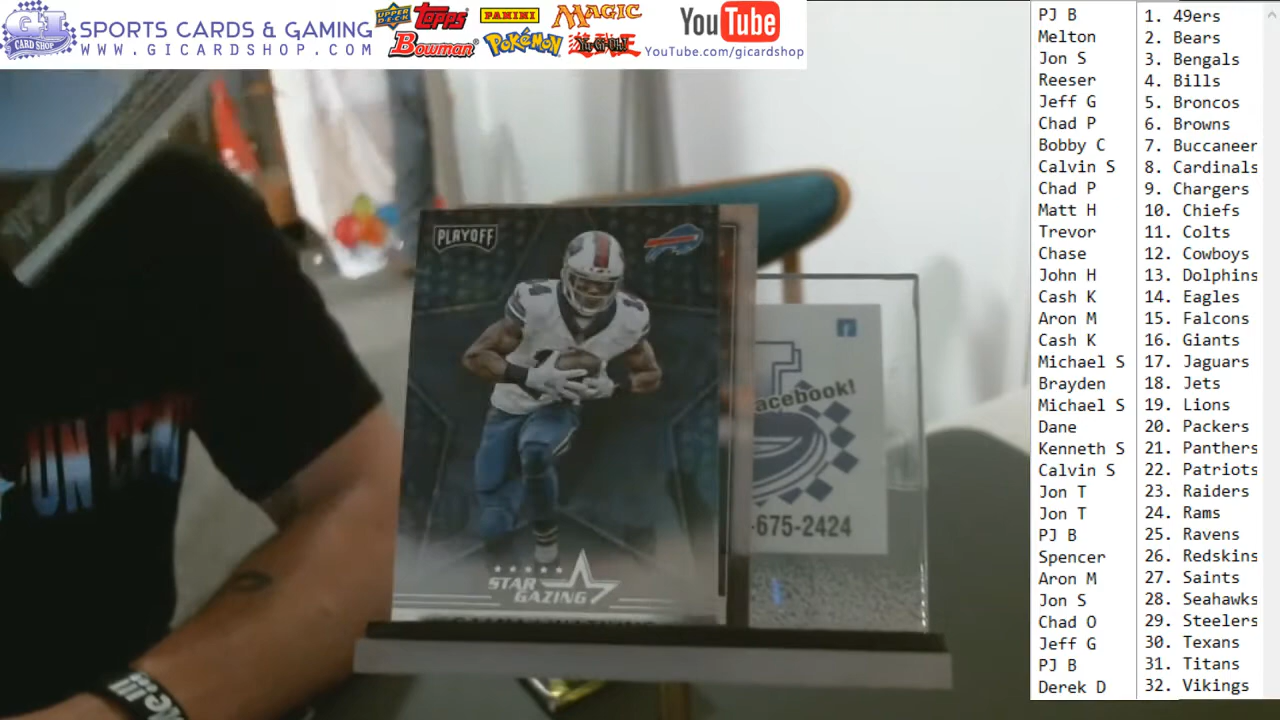 GI
CARD SHOP
SPORTS CARDS & GAMING
WWW.GICARDSHOP.COM
UPPER DECK
Topps
Bowman
PANINI
Pokémon
MAGIC
Yu-Gi-Oh!
YouTube
YouTube.com/gicardshop
PJ B 1. 49ers
Melton 2. Bears
Jon S 3. Bengals
Reeser 4. Bills
Jeff G 5. Broncos
Chad P 6. Browns
Bobby C 7. Buccaneer
Calvin S 8. Cardinals
Chad P 9. Chargers
Matt H 10. Chiefs
Trevor 11. Colts
Chase 12. Cowboys
John H 13. Dolphins
Cash K 14. Eagles
Aron M 15. Falcons
Cash K 16. Giants
Michael S 17. Jaguars
Brayden 18. Jets
Michael S 19. Lions
Dane 20. Packers
Kenneth S 21. Panthers
Calvin S 22. Patriots
Jon T 23. Raiders
Jon T 24. Rams
PJ B 25. Ravens
Spencer 26. Redskins
Aron M 27. Saints
Jon S 28. Seahawks
Chad O 29. Steelers
Jeff G 30. Texans
PJ B 31. Titans
Derek D 32. Vikings
PLAYOFF
STAR
GAZING
acebook!
-675-2424